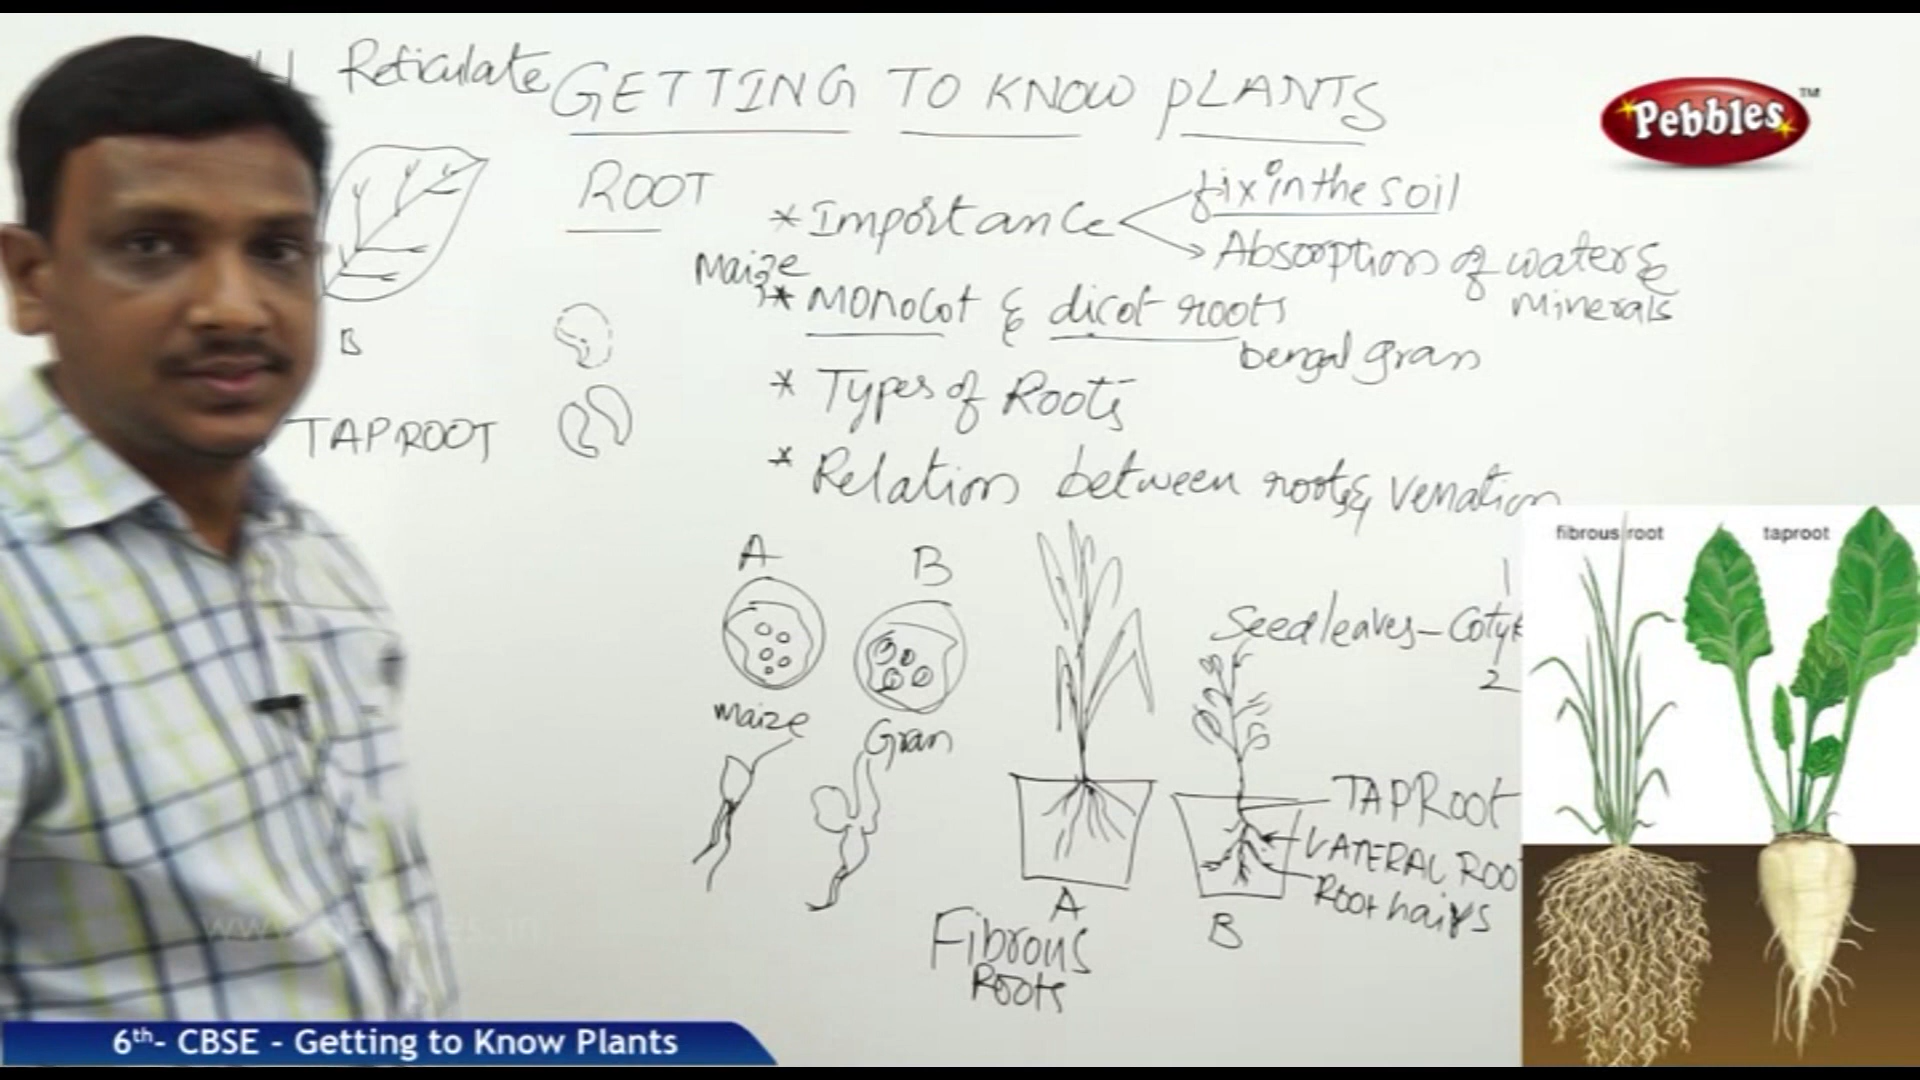 Reticulate GETTING TO KNOW PLANTS
Pebbles TM
ROOT
* Importance
fix in the soil
Absorption of water &
minerals
Maize
* Monocot & dicot roots
bengal gram
B
* Types of Roots
TAPROOT
* Relation between roots & Venation
A
B
fibrous root
taproot
1
Seed leaves - Coty
2
Maize
Gram
TAPROOT
LATERAL ROO
Root hairs
A
B
Fibrous
Roots
6th- CBSE - Getting to Know Plants